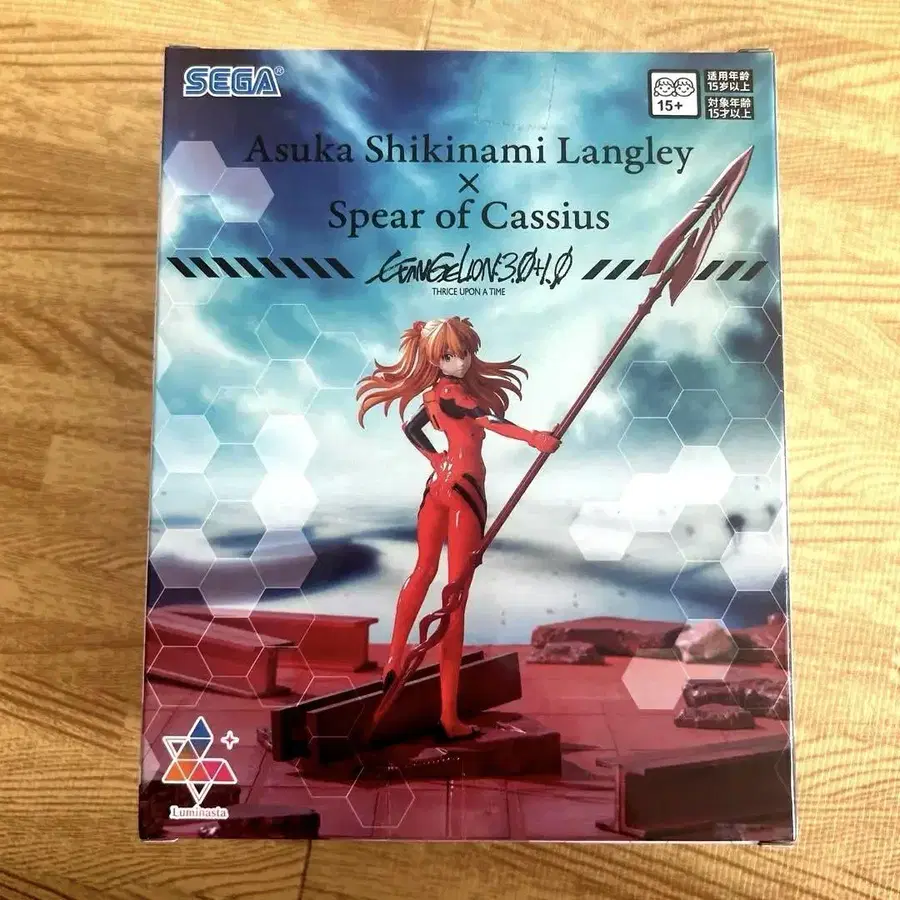 SEGA®
15+
适用年龄
15岁以上
対象年齢
15才以上
Asuka Shikinami Langley
×
Spear of Cassius
EVANGELION:3.0+1.0
THRICE UPON A TIME
Luminasta